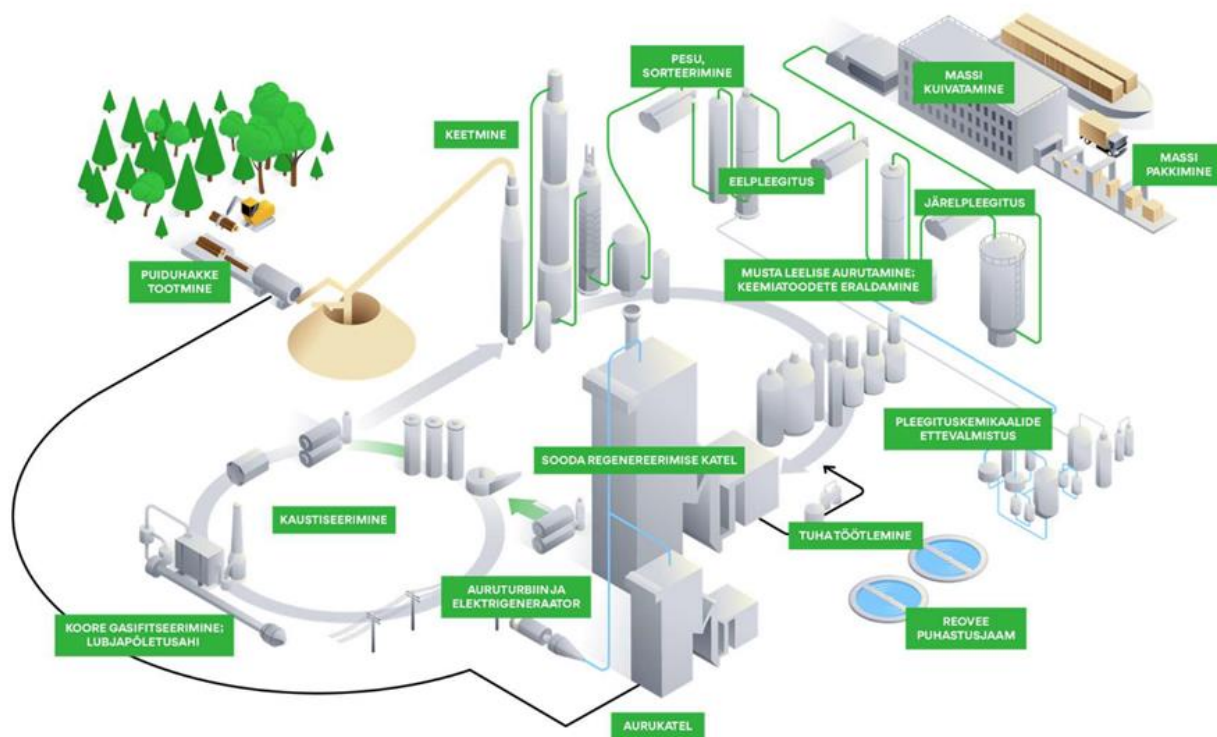 PESU,
SORTEERIMINE
MASSI
KUIVATAMINE
KEETMINE
MASSI
PAKKIMINE
EELPLEEGITUS
JÄRELPLEEGITUS
PUIDUHAKKE
TOOTMINE
MUSTA LEELISE AURUTAMINE;
KEEMIATOODETE ERALDAMINE
PLEEGITUSKEMIKAALIDE
ETTEVALMISTUS
SOODA REGENEREERIMISE KATEL
KAUSTISEERIMINE
TUHA TÖÖTLEMINE
AURUTURBIIN JA
ELEKTRIGENERAATOR
REOVEE
PUHASTUSJAAM
KOORE GASIFITSEERIMINE;
LUBJAPÕLETUSAHI
AURUKATEL